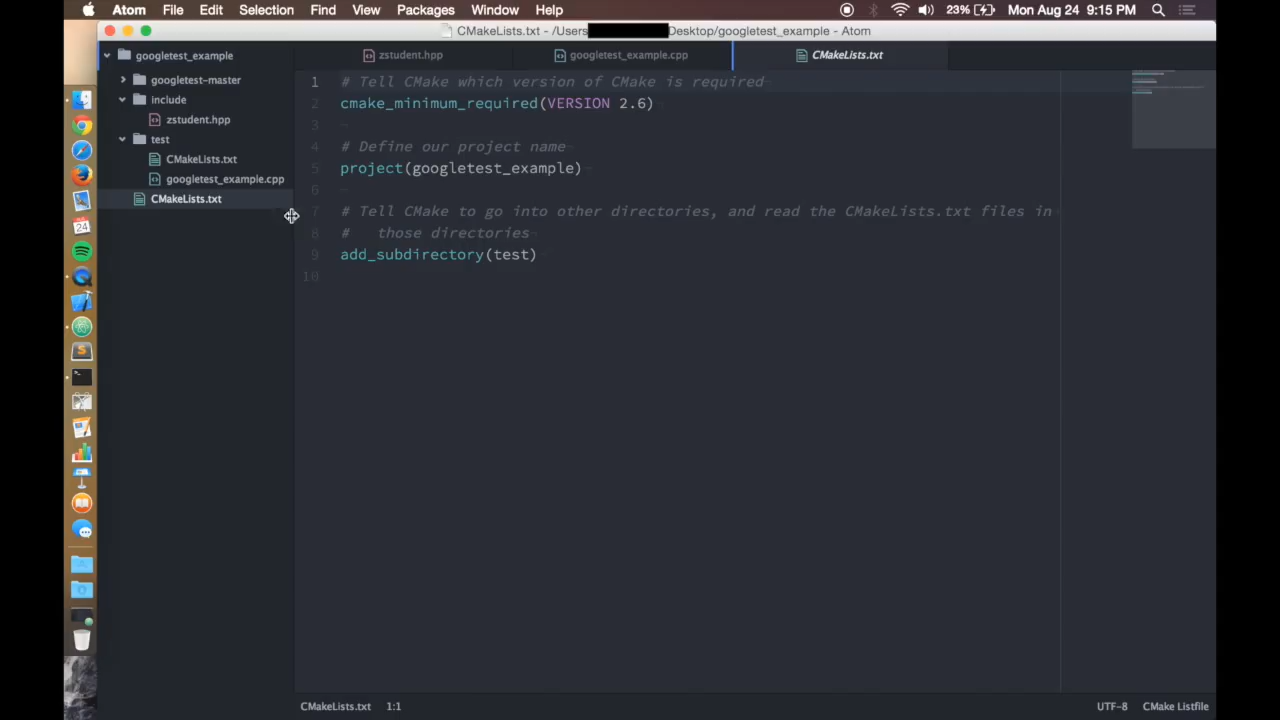 Atom File Edit Selection Find View Packages Window Help 23% Mon Aug 24 9:15 PM
CMakeLists.txt - /Users Desktop/googletest_example - Atom
googletest_example
googletest-master
include
zstudent.hpp
test
CMakeLists.txt
googletest_example.cpp
CMakeLists.txt
zstudent.hpp googletest_example.cpp CMakeLists.txt
1 # Tell CMake which version of CMake is required
2 cmake_minimum_required(VERSION 2.6)
3
4 # Define our project name
5 project(googletest_example)
6
7 # Tell CMake to go into other directories, and read the CMakeLists.txt files in
8 # those directories
9 add_subdirectory(test)
10
24
CMakeLists.txt 1:1 UTF-8 CMake Listfile